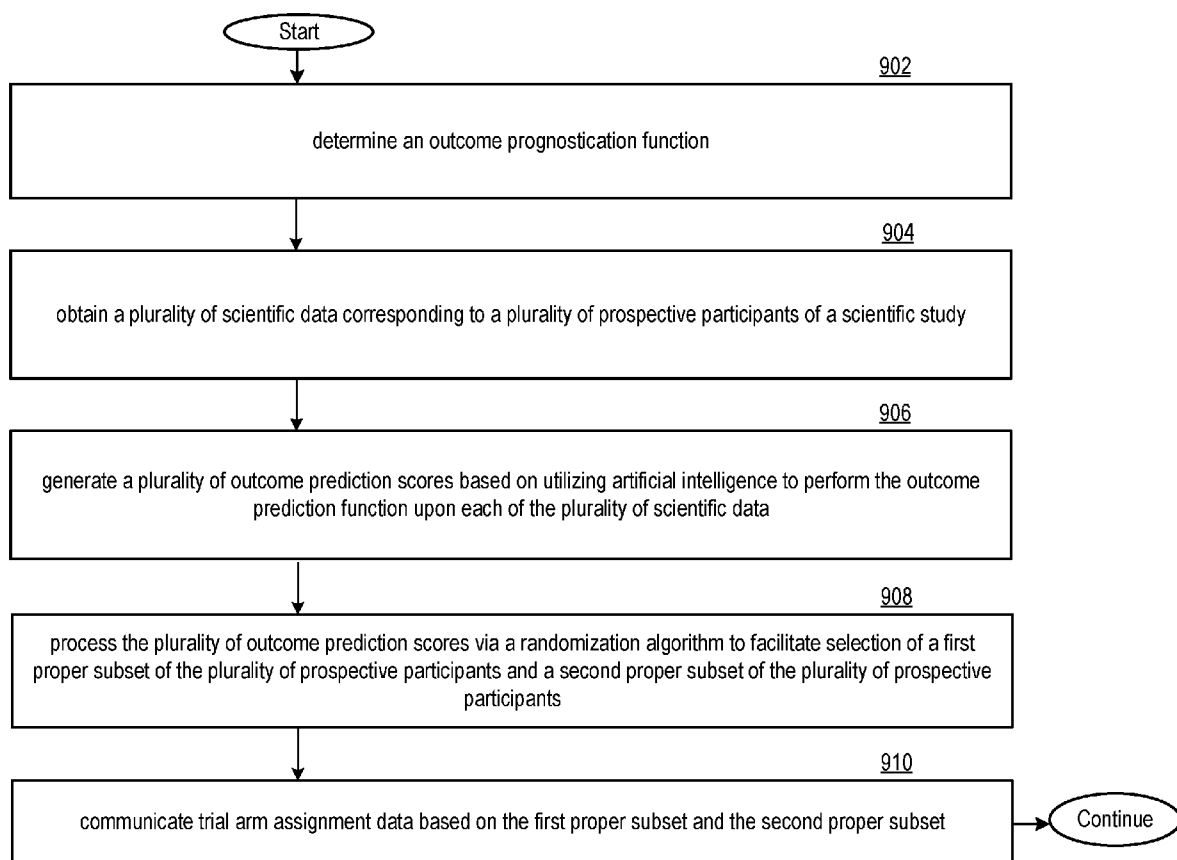 Start
902
determine an outcome prognostication function
904
obtain a plurality of scientific data corresponding to a plurality of prospective participants of a scientific study
906
generate a plurality of outcome prediction scores based on utilizing artificial intelligence to perform the outcome
prediction function upon each of the plurality of scientific data
908
process the plurality of outcome prediction scores via a randomization algorithm to facilitate selection of a first
proper subset of the plurality of prospective participants and a second proper subset of the plurality of prospective
participants
910
communicate trial arm assignment data based on the first proper subset and the second proper subset
Continue